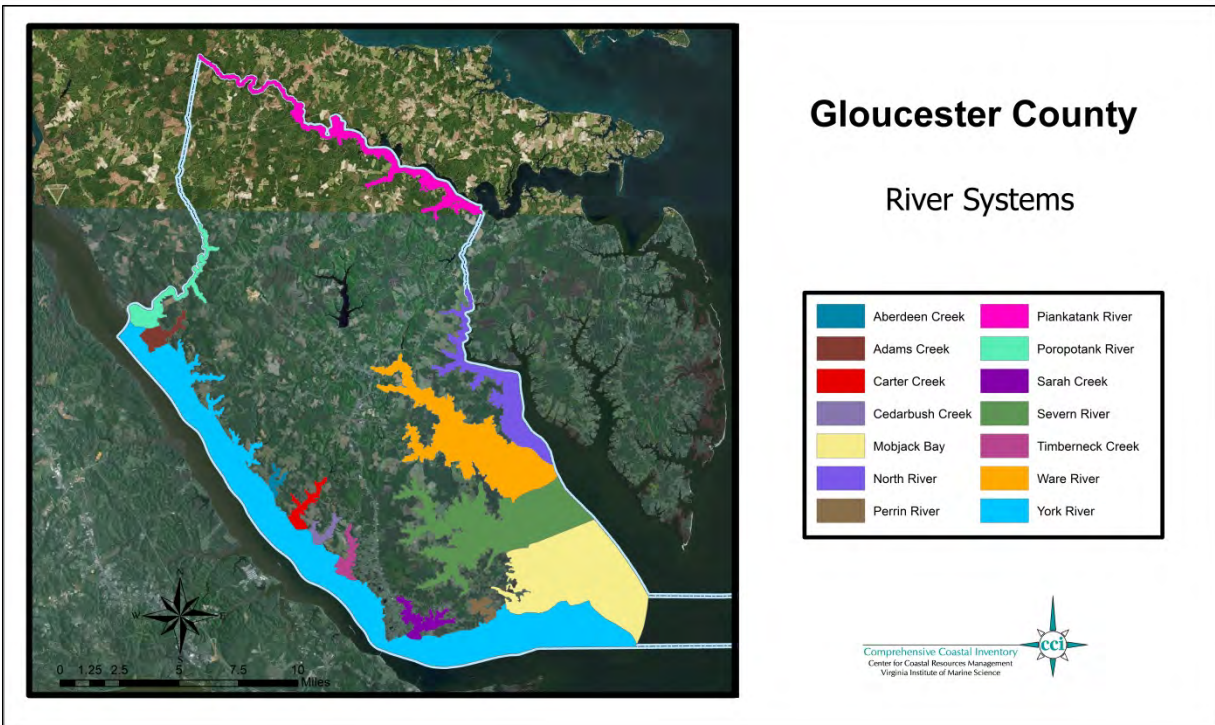 Gloucester County
River Systems
Aberdeen Creek
Adams Creek
Carter Creek
Cedarbush Creek
Mobjack Bay
North River
Perrin River
Piankatank River
Poropotank River
Sarah Creek
Severn River
Timberneck Creek
Ware River
York River
N
W
E
S
0 1.25 2.5 5 7.5 10
Miles
Comprehensive Coastal Inventory
Center for Coastal Resources Management
Virginia Institute of Marine Science
cci